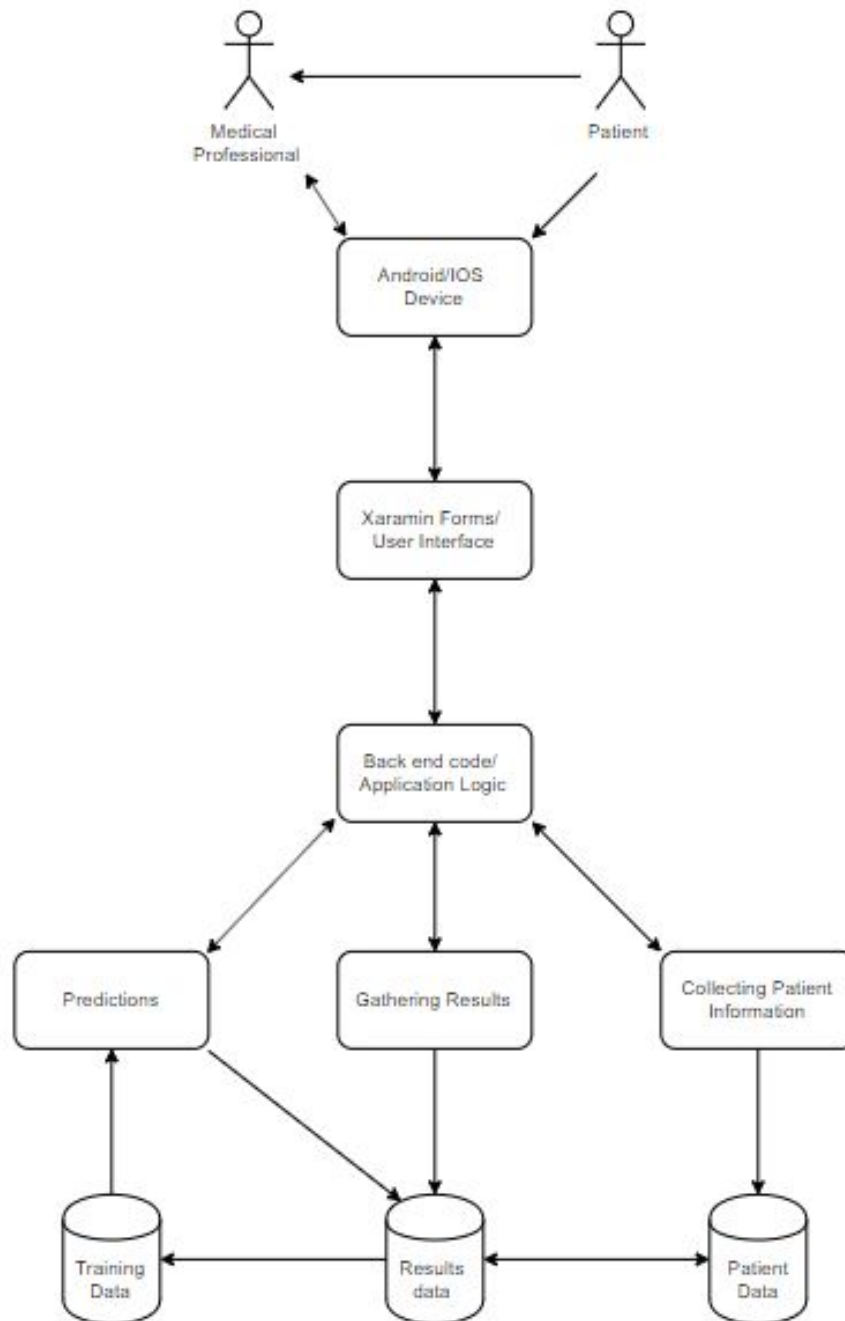 Medical
Professional
Patient
Android/IOS
Device
Xaramin Forms/
User Interface
Back end code/
Application Logic
Predictions
Gathering Results
Collecting Patient
Information
Training
Data
Results
data
Patient
Data